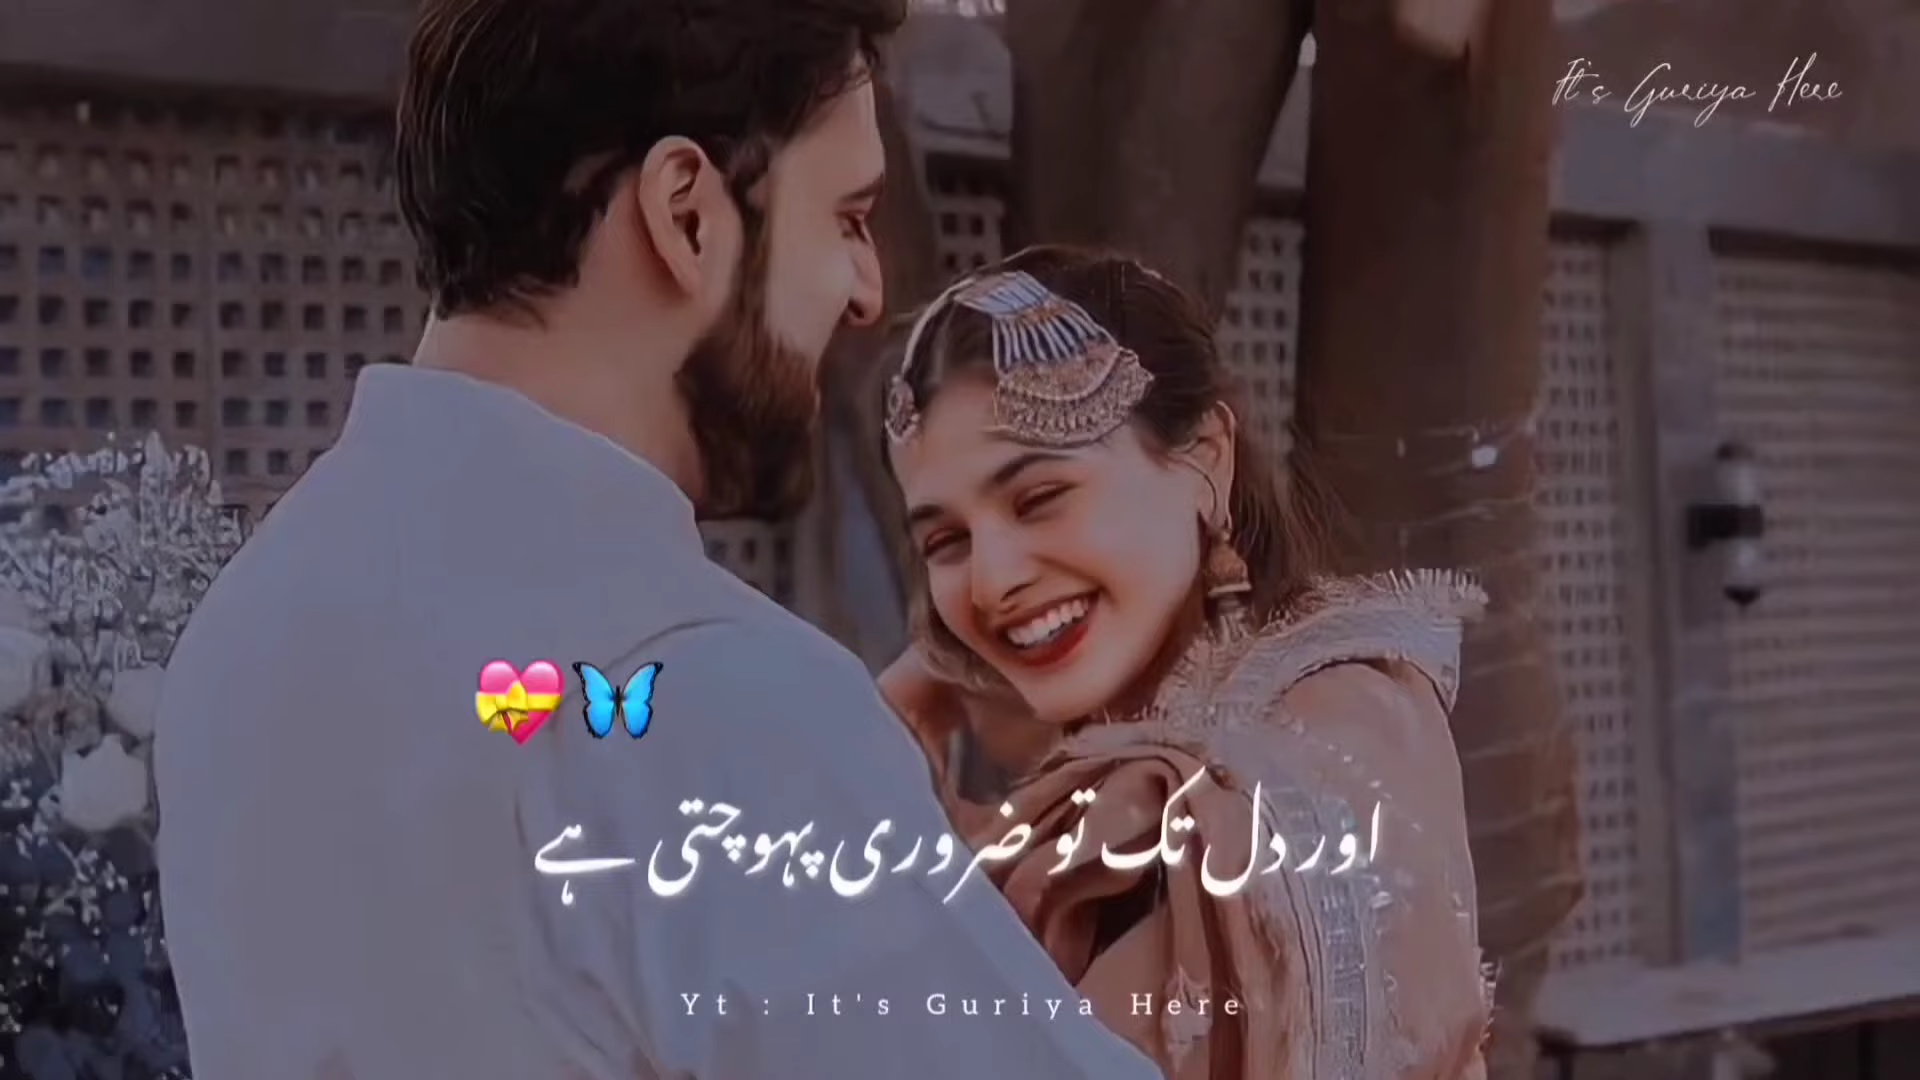 It's Guriya Here
💝🦋
اور دل تک تو ضروری پہوچتی ہے
Yt : It's Guriya Here